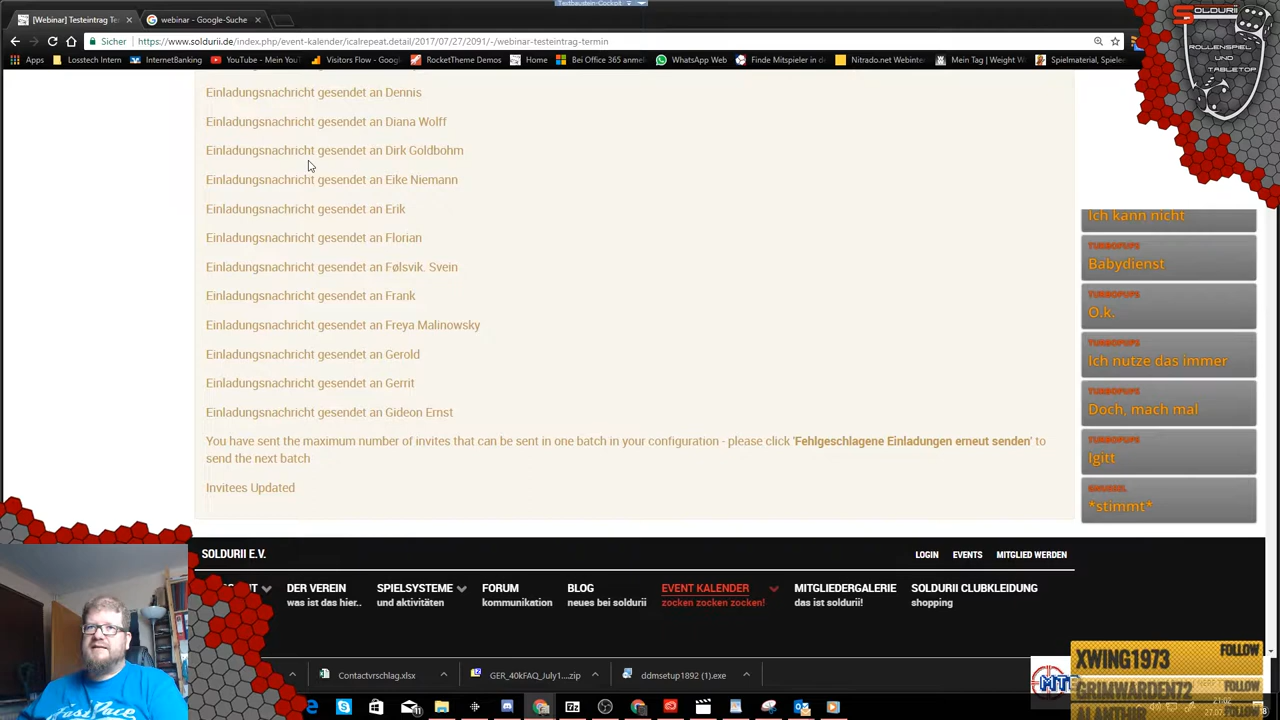 Textbaustein-Cockpit
[Webinar] Testeintrag Te
webinar - Google-Suche
Sicher
https://www.soldurii.de/index.php/event-kalender/icalrepeat.detail/2017/07/27/2091/-/webinar-testeintrag-termin
Apps
Losstech Intern
InternetBanking
YouTube - Mein You
Visitors Flow - Goog
RocketTheme Demos
Home
Bei Office 365 anme
WhatsApp Web
Finde Mitspieler in de
Nitrado.net Webinte
Mein Tag | Weight W
Spielmaterial, Spiele
SOLDURII
ROLLENSPIEL
UND
TABLETOP
Einladungsnachricht gesendet an Dennis
Einladungsnachricht gesendet an Diana Wolff
Einladungsnachricht gesendet an Dirk Goldbohm
Einladungsnachricht gesendet an Eike Niemann
Einladungsnachricht gesendet an Erik
Einladungsnachricht gesendet an Florian
Einladungsnachricht gesendet an Følsvik. Svein
Einladungsnachricht gesendet an Frank
Einladungsnachricht gesendet an Freya Malinowsky
Einladungsnachricht gesendet an Gerold
Einladungsnachricht gesendet an Gerrit
Einladungsnachricht gesendet an Gideon Ernst
You have sent the maximum number of invites that can be sent in one batch in your configuration - please click 'Fehlgeschlagene Einladungen erneut senden' to
send the next batch
Invitees Updated
Ich kann nicht
TURBOPUPS
Babydienst
TURBOPUPS
O.k.
TURBOPUPS
Ich nutze das immer
TURBOPUPS
Doch, mach mal
TURBOPUPS
Igitt
*stimmt*
SOLDURII E.V.
LOGIN
EVENTS
MITGLIED WERDEN
DER VEREIN
was ist das hier..
SPIELSYSTEME
und aktivitäten
FORUM
kommunikation
BLOG
neues bei soldurii
EVENT KALENDER
zocken zocken zocken!
MITGLIEDERGALERIE
das ist soldurii!
SOLDURII CLUBKLEIDUNG
shopping
Contactvrschlag.xlsx
GER_40kFAQ_July1....zip
ddmsetup1892 (1).exe
XWING1973
FOLLOW
GRIMWARDEN72
FOLLOW
ALANTHIS
21:02